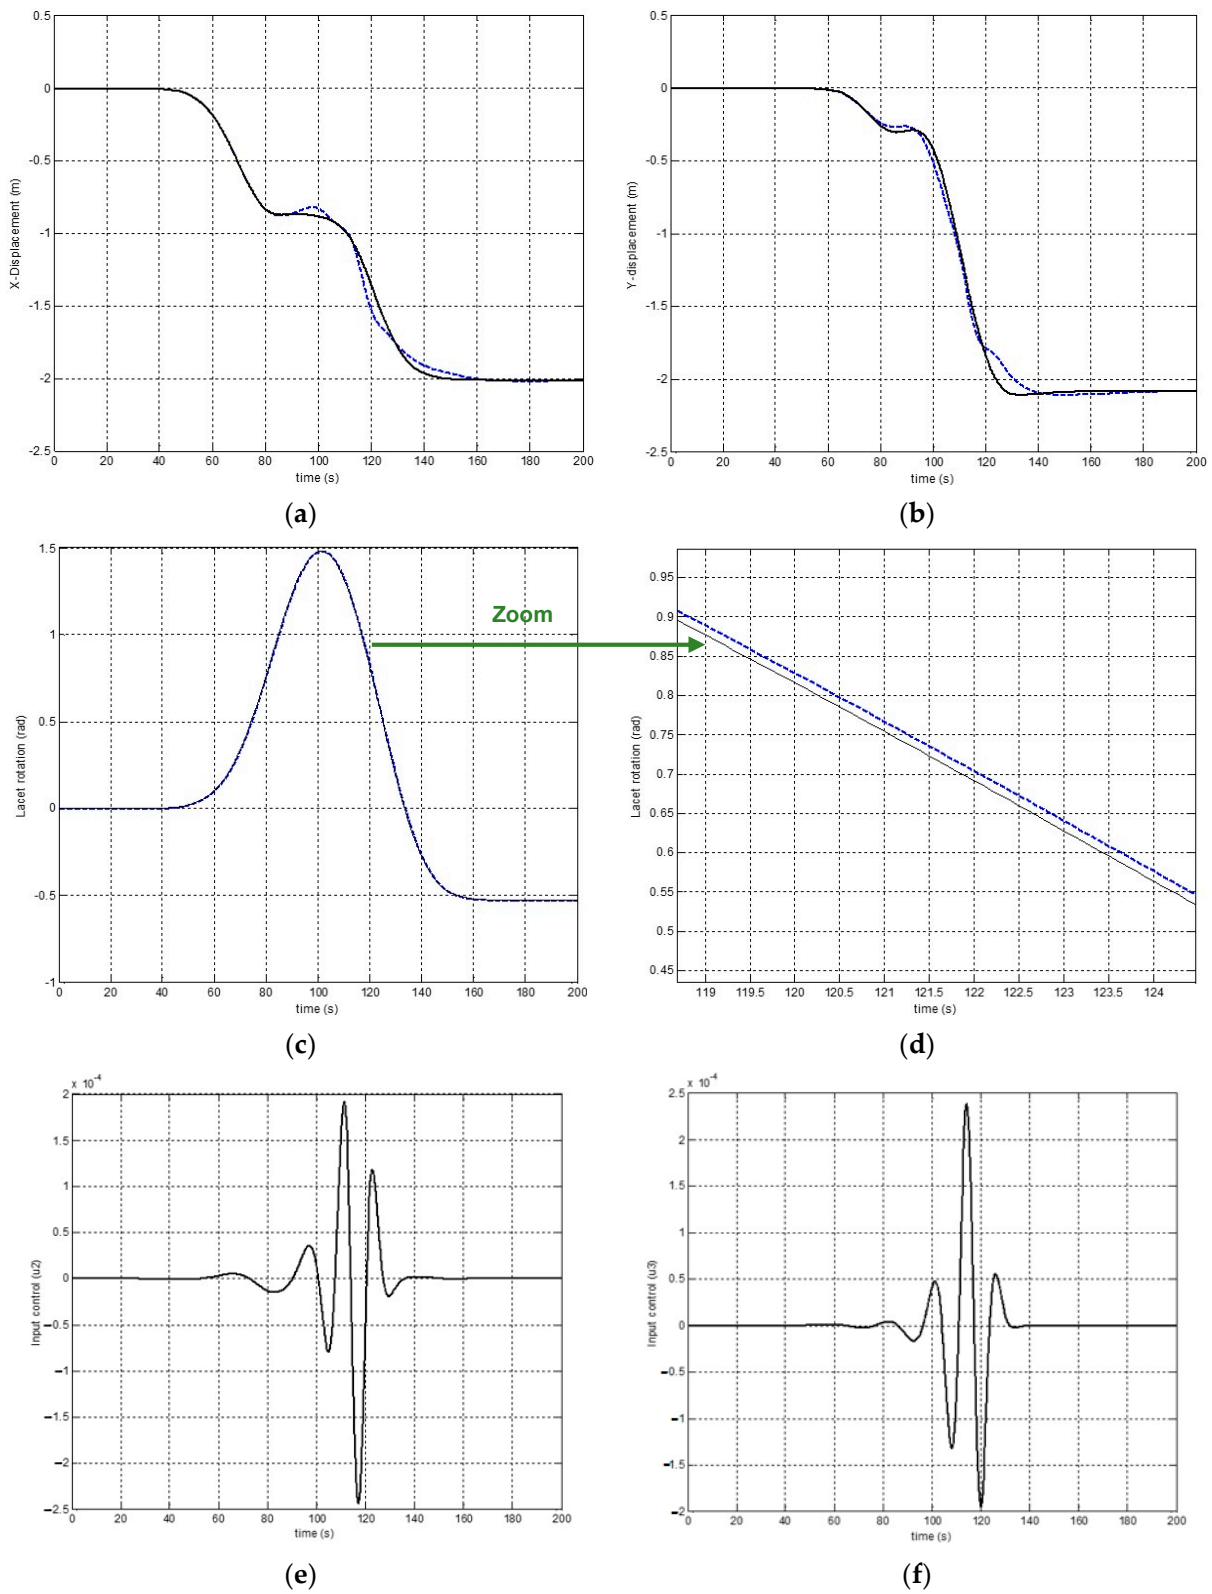 0.5
0
-0.5
-1
-1.5
-2
-2.5
X-Displacement (m)
0 20 40 60 80 100 120 140 160 180 200
time (s)
(a)
0.5
0
-0.5
-1
-1.5
-2
-2.5
Y-displacement (m)
0 20 40 60 80 100 120 140 160 180 200
time (s)
(b)
1.5
1
0.5
0
-0.5
-1
Lacet rotation (rad)
0 20 40 60 80 100 120 140 160 180 200
time (s)
(c)
Zoom
0.95
0.9
0.85
0.8
0.75
0.7
0.65
0.6
0.55
0.5
0.45
Lacet rotation (rad)
119 119.5 120 120.5 121 121.5 122 122.5 123 123.5 124
time (s)
(d)
x 10-4
2
1.5
1
0.5
0
-0.5
-1
-1.5
-2
-2.5
Input control (u2)
0 20 40 60 80 100 120 140 160 180 200
time (s)
(e)
x 10-4
2.5
2
1.5
1
0.5
0
-0.5
-1
-1.5
-2
Input control (u3)
0 20 40 60 80 100 120 140 160 180 200
time (s)
(f)